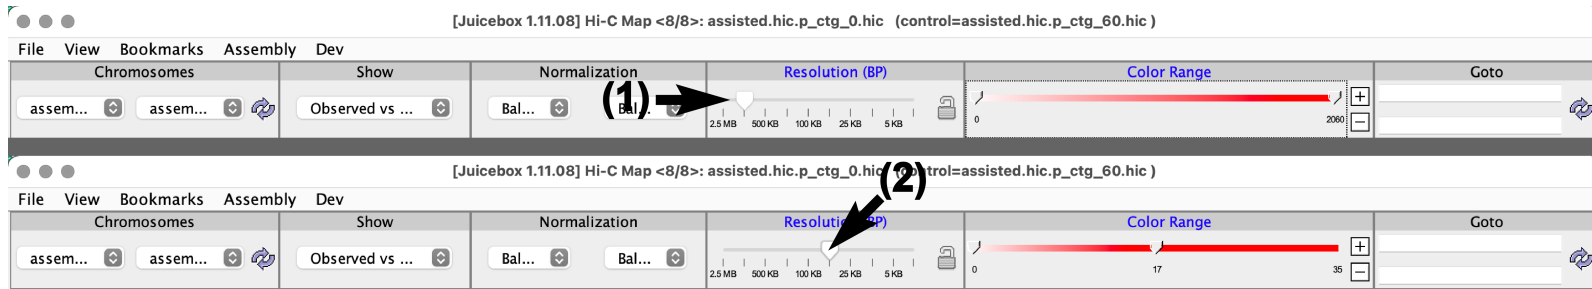 [Juicebox 1.11.08] Hi-C Map <8/8>: assisted.hic.p_ctg_0.hic (control=assisted.hic.p_ctg_60.hic )
File View Bookmarks Assembly Dev
Chromosomes Show Normalization Resolution (BP) Color Range Goto
(1)
assem... assem... Observed vs ... Bal... Bal...
2.5 MB 500 KB 100 KB 25 KB 5 KB 0 2060
[Juicebox 1.11.08] Hi-C Map <8/8>: assisted.hic.p_ctg_0.hic (control=assisted.hic.p_ctg_60.hic )
(2)
File View Bookmarks Assembly Dev
Chromosomes Show Normalization Resolution (BP) Color Range Goto
assem... assem... Observed vs ... Bal... Bal...
2.5 MB 500 KB 100 KB 25 KB 5 KB 0 17 35